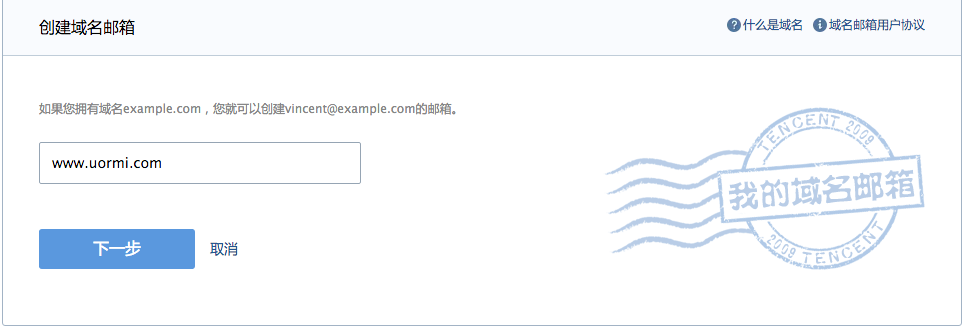 创建域名邮箱
什么是域名 域名邮箱用户协议
如果您拥有域名example.com，您就可以创建vincent@example.com的邮箱。
www.uormi.com
TENCENT 2009
我的域名邮箱
2009 TENCENT
下一步 取消